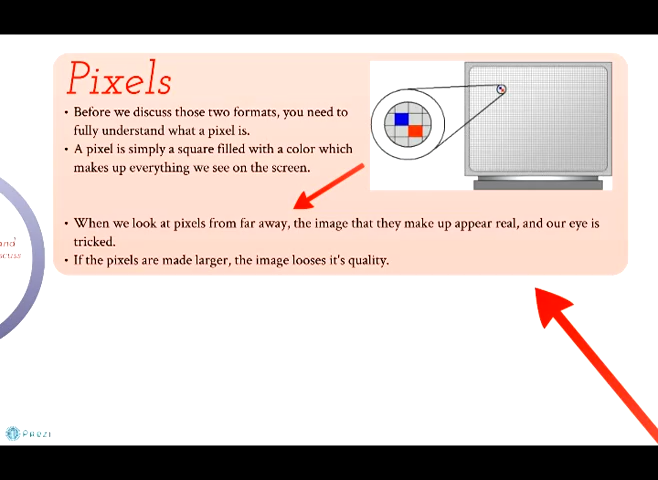 Pixels
• Before we discuss those two formats, you need to
fully understand what a pixel is.
• A pixel is simply a square filled with a color which
makes up everything we see on the screen.
• When we look at pixels from far away, the image that they make up appear real, and our eye is
tricked.
• If the pixels are made larger, the image looses it's quality.
and
Prezi